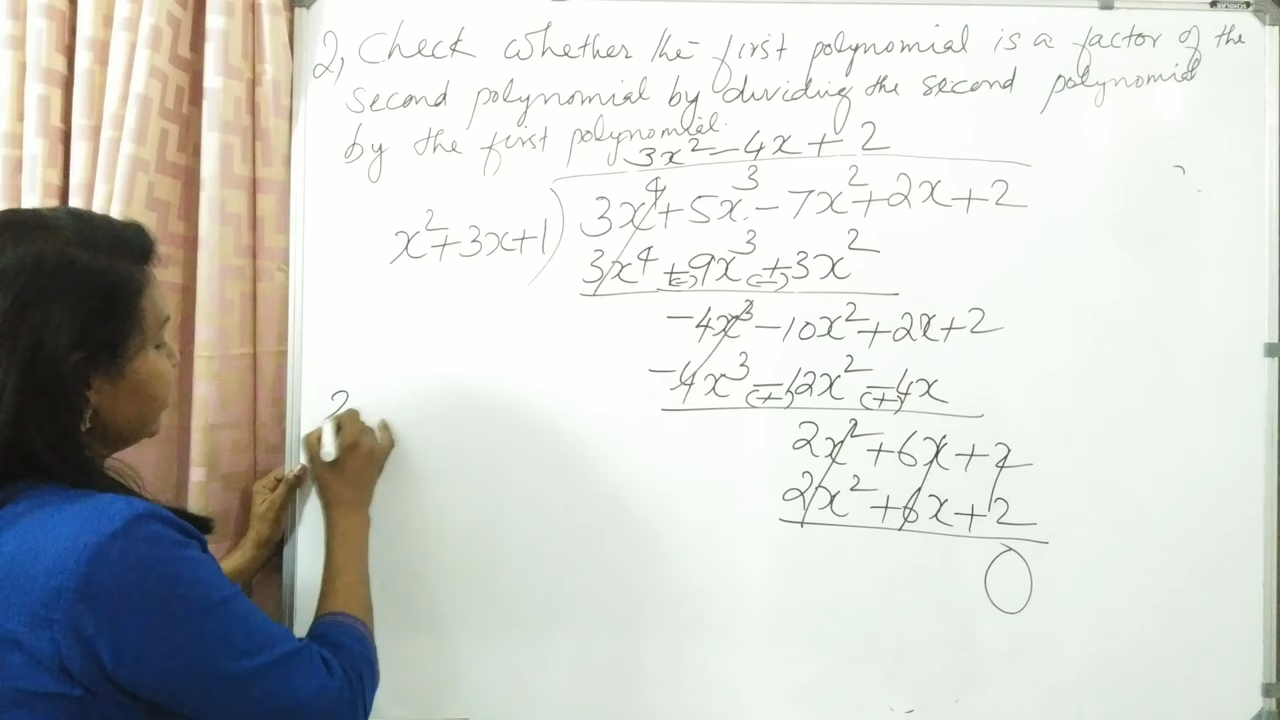 2, Check whether the first polynomial is a factor of the
second polynomial by dividing the second polynomial
by the first polynomial.
3x² - 4x + 2
x² + 3x + 1 ) 3x⁴ + 5x³ - 7x² + 2x + 2
3x⁴ + 9x³ + 3x²
(-) (-)
-4x³ - 10x² + 2x + 2
-4x³ - 12x² - 4x
(+) (+)
2x² + 6x + 2
2x² + 6x + 2
0